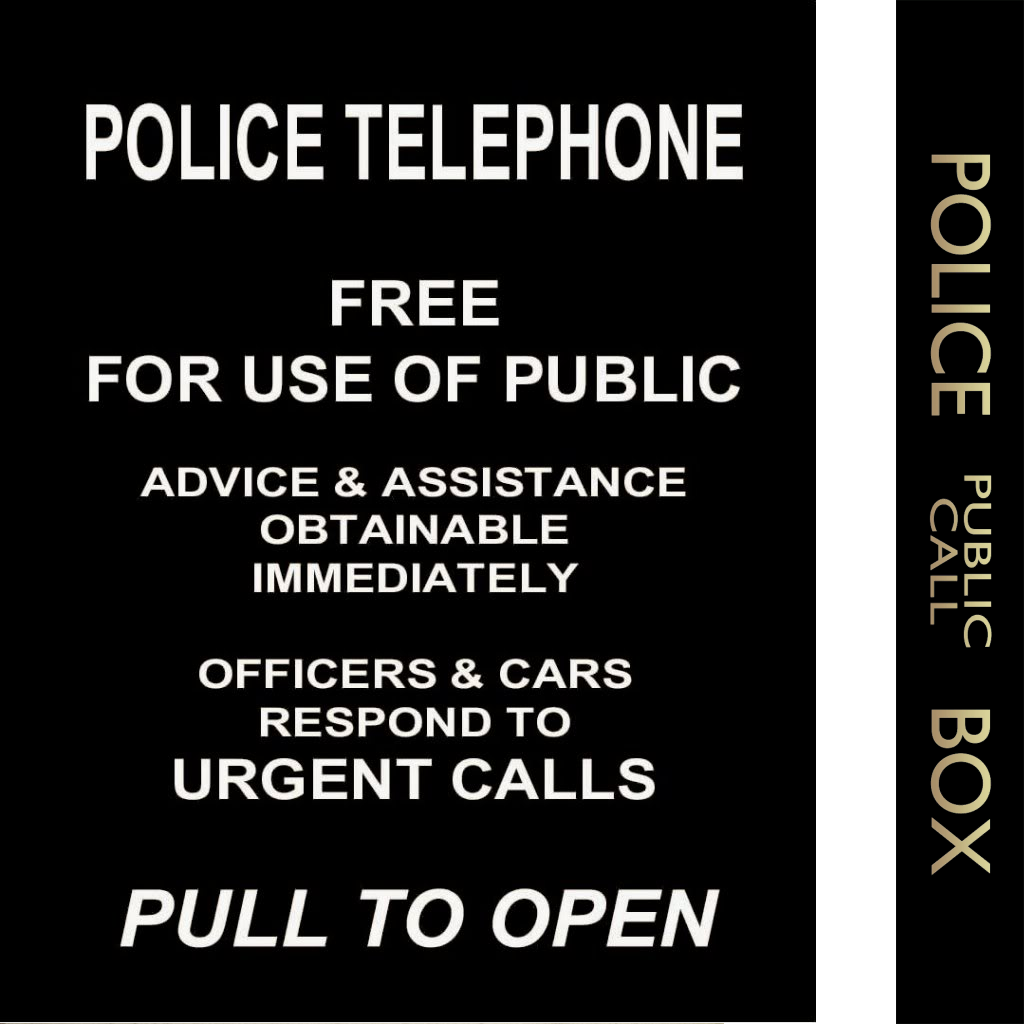 POLICE TELEPHONE
FREE
FOR USE OF PUBLIC
ADVICE & ASSISTANCE
OBTAINABLE
IMMEDIATELY
OFFICERS & CARS
RESPOND TO
URGENT CALLS
PULL TO OPEN
POLICE PUBLIC CALL BOX